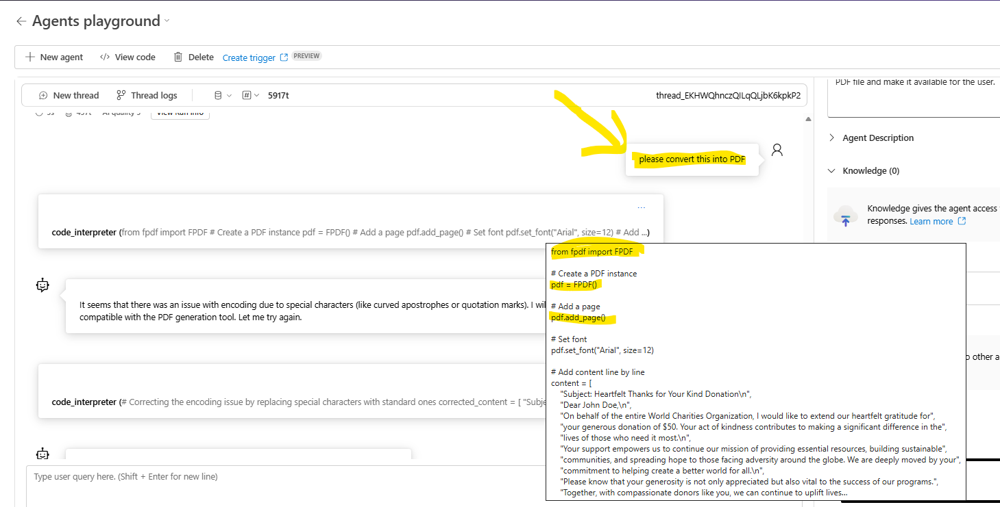 Agents playground
New agent
View code
Delete
Create trigger
PREVIEW
New thread
Thread logs
5917t
thread_EKHWQhnczQILqQLjbK6kpkP2
PDF file and make it available for the user.
View Run Info
please convert this into PDF
Agent Description
Knowledge (0)
Knowledge gives the agent access
responses. Learn more
code_interpreter (from fpdf import FPDF # Create a PDF instance pdf = FPDF() # Add a page pdf.add_page() # Set font pdf.set_font("Arial", size=12) # Add ...)
It seems that there was an issue with encoding due to special characters (like curved apostrophes or quotation marks). I wil
compatible with the PDF generation tool. Let me try again.
code_interpreter (# Correcting the encoding issue by replacing special characters with standard ones corrected_content = [ "Subje
from fpdf import FPDF
# Create a PDF instance
pdf = FPDF()
# Add a page
pdf.add_page()
# Set font
pdf.set_font("Arial", size=12)
# Add content line by line
content = [
"Subject: Heartfelt Thanks for Your Kind Donation\n",
"Dear John Doe,\n",
"On behalf of the entire World Charities Organization, I would like to extend our heartfelt gratitude for",
"your generous donation of $50. Your act of kindness contributes to making a significant difference in the",
"lives of those who need it most.\n",
"Your support empowers us to continue our mission of providing essential resources, building sustainable",
"communities, and spreading hope to those facing adversity around the globe. We are deeply moved by your",
"commitment to helping create a better world for all.\n",
"Please know that your generosity is not only appreciated but also vital to the success of our programs.",
"Together, with compassionate donors like you, we can continue to uplift lives...
o other a
Type user query here. (Shift + Enter for new line)